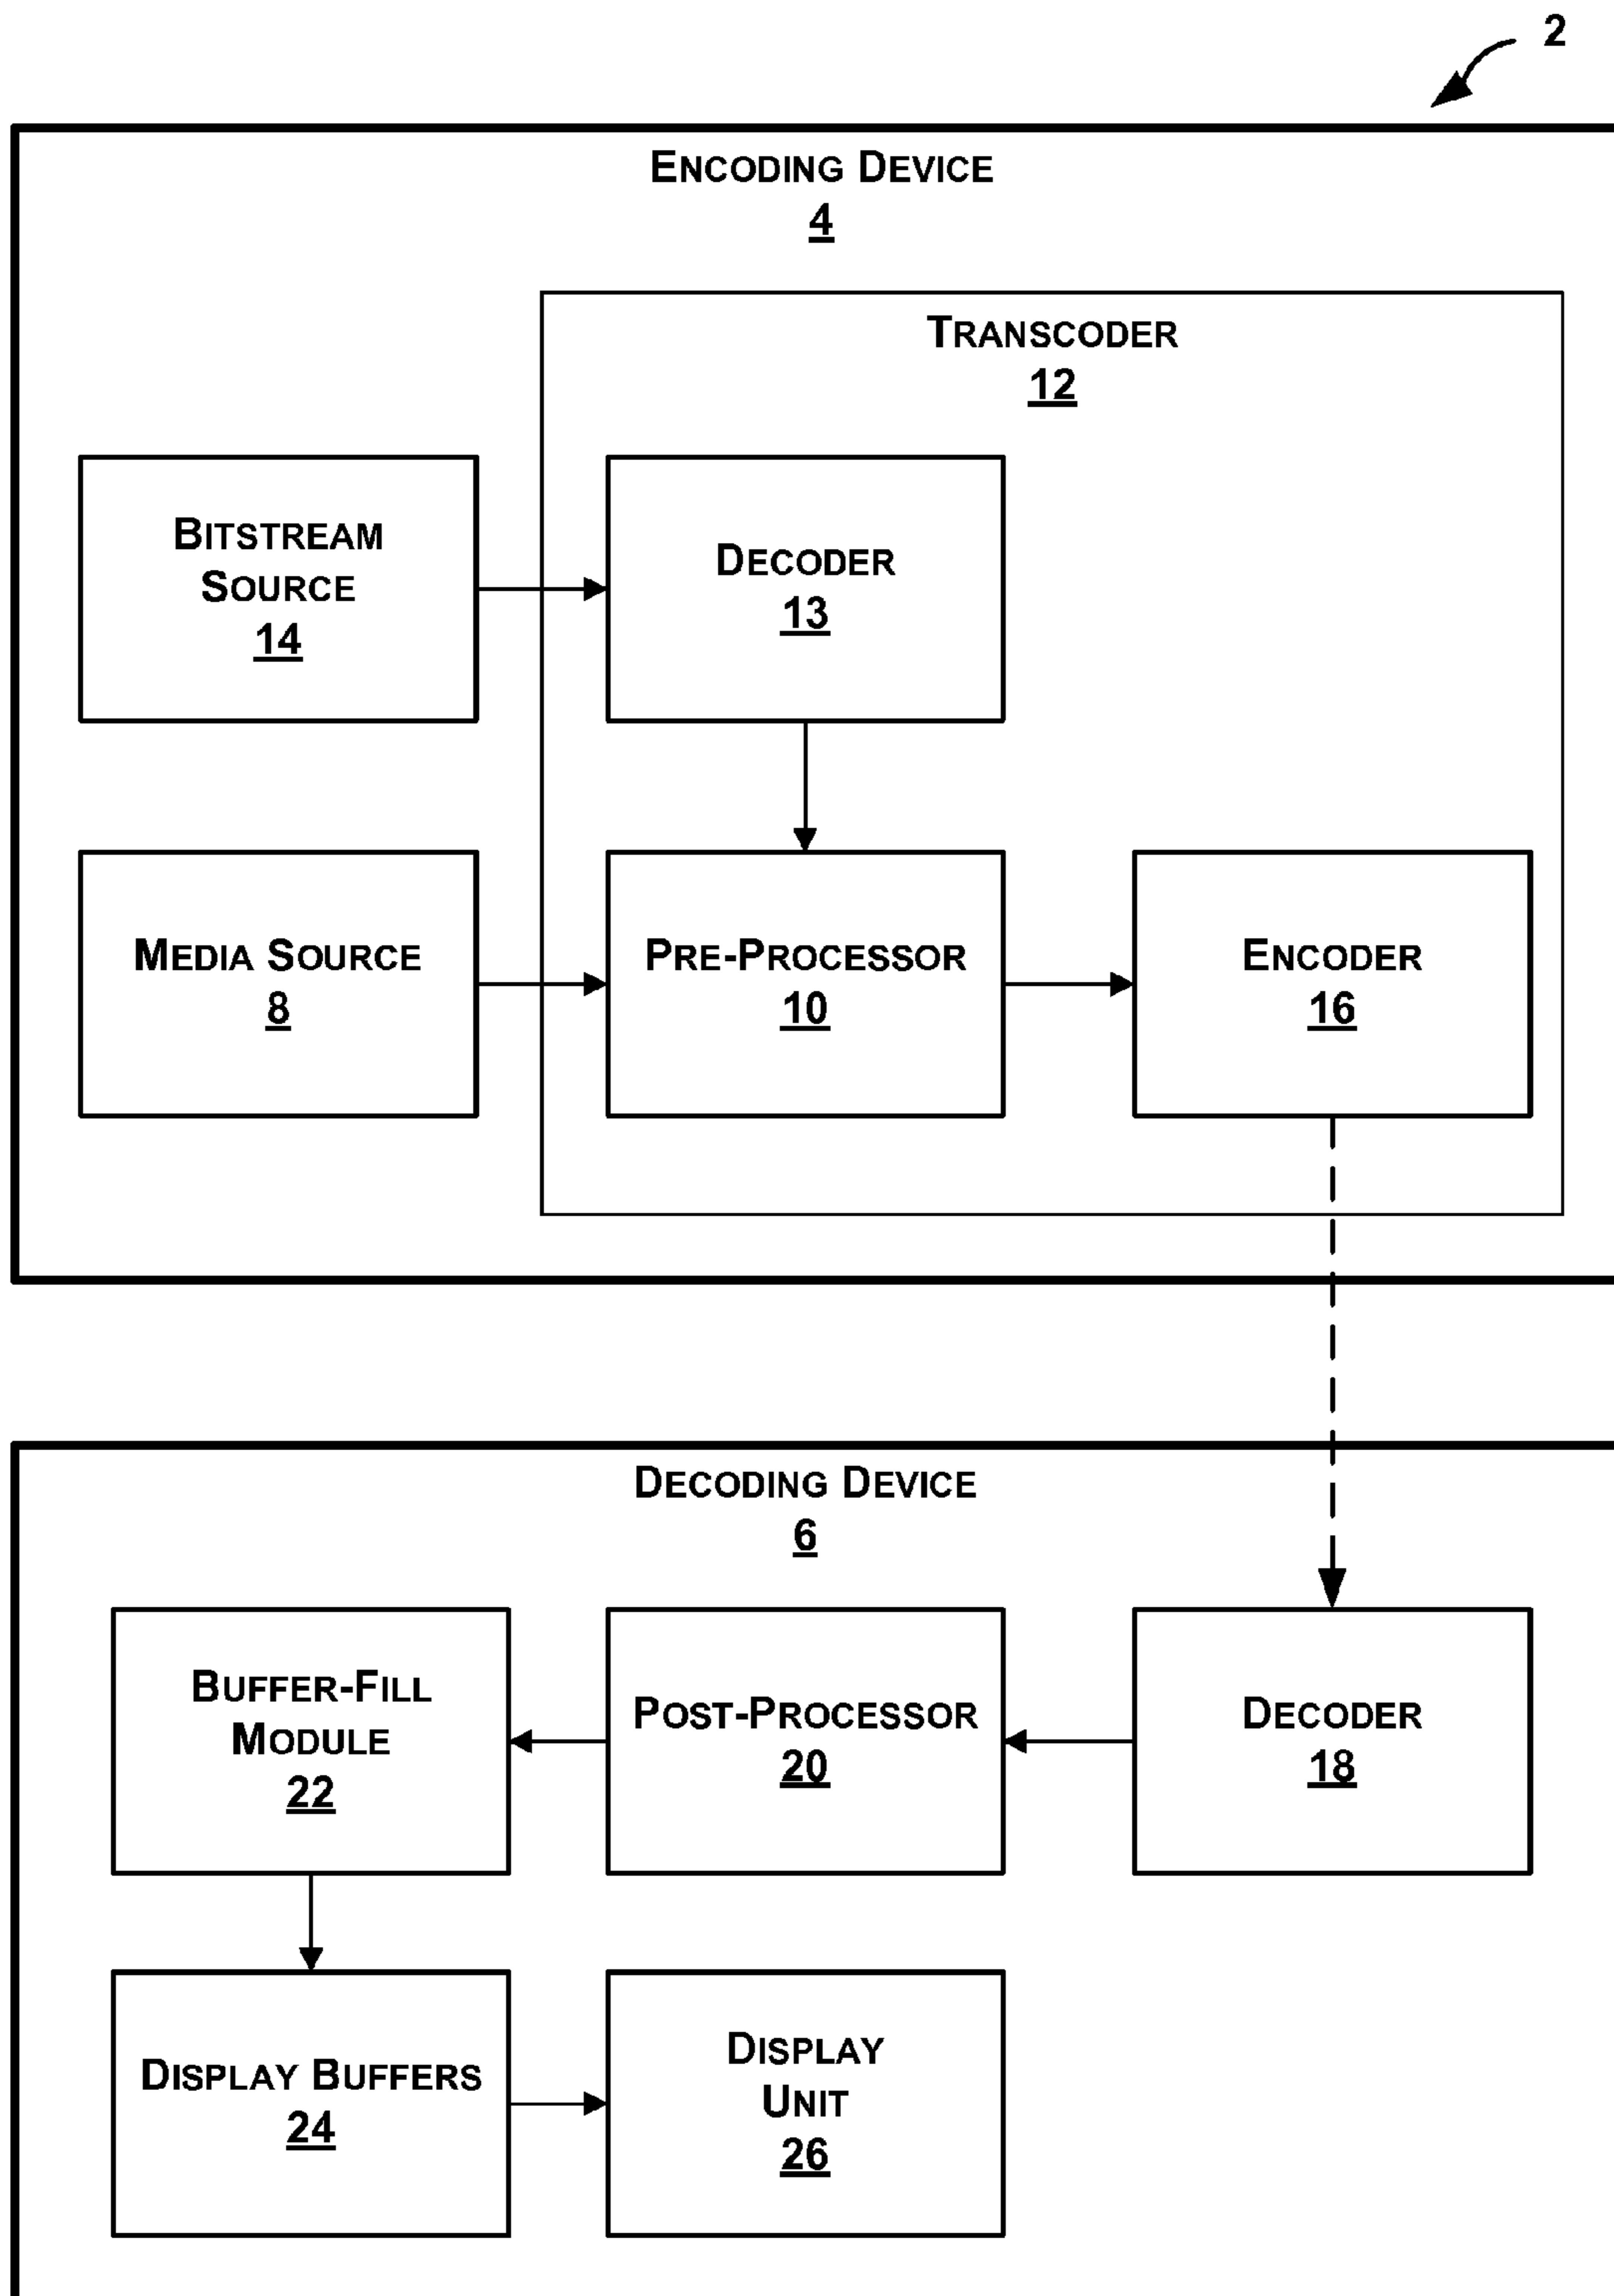 2
ENCODING DEVICE
4
TRANSCODER
12
BITSTREAM
SOURCE
14
DECODER
13
MEDIA SOURCE
8
PRE-PROCESSOR
10
ENCODER
16
DECODING DEVICE
6
BUFFER-FILL
MODULE
22
POST-PROCESSOR
20
DECODER
18
DISPLAY BUFFERS
24
DISPLAY
UNIT
26